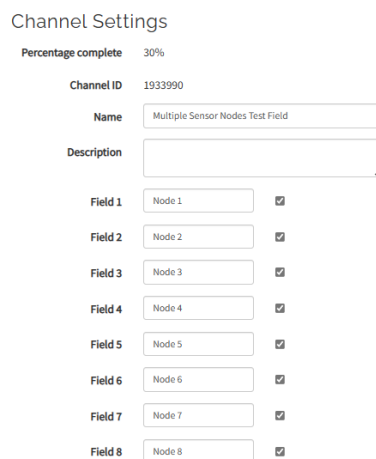 Channel Settings
Percentage complete 30%
Channel ID 1933990
Name Multiple Sensor Nodes Test Field
Description
Field 1 Node 1
Field 2 Node 2
Field 3 Node 3
Field 4 Node 4
Field 5 Node 5
Field 6 Node 6
Field 7 Node 7
Field 8 Node 8